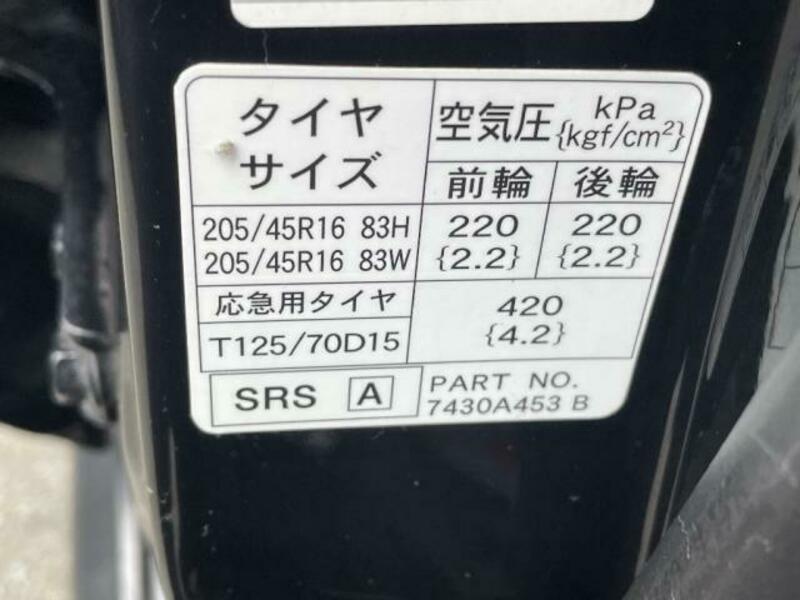 タイヤ
サイズ
空気圧 kPa {kgf/cm²}
前輪 後輪
205/45R16 83H
205/45R16 83W
220 {2.2}
220 {2.2}
応急用タイヤ
T125/70D15
420 {4.2}
SRS A
PART NO.
7430A453 B